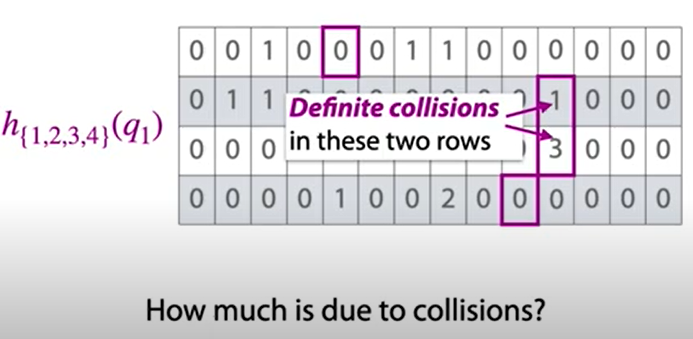 0 0 1 0 0 0 1 1 0 0 0 0 0 0
0 1 1 1 0 0 0
Definite collisions
h{1,2,3,4}(q₁)
in these two rows
0 0 0 3 0 0 0
0 0 0 0 1 0 0 2 0 0 0 0 0 0
How much is due to collisions?